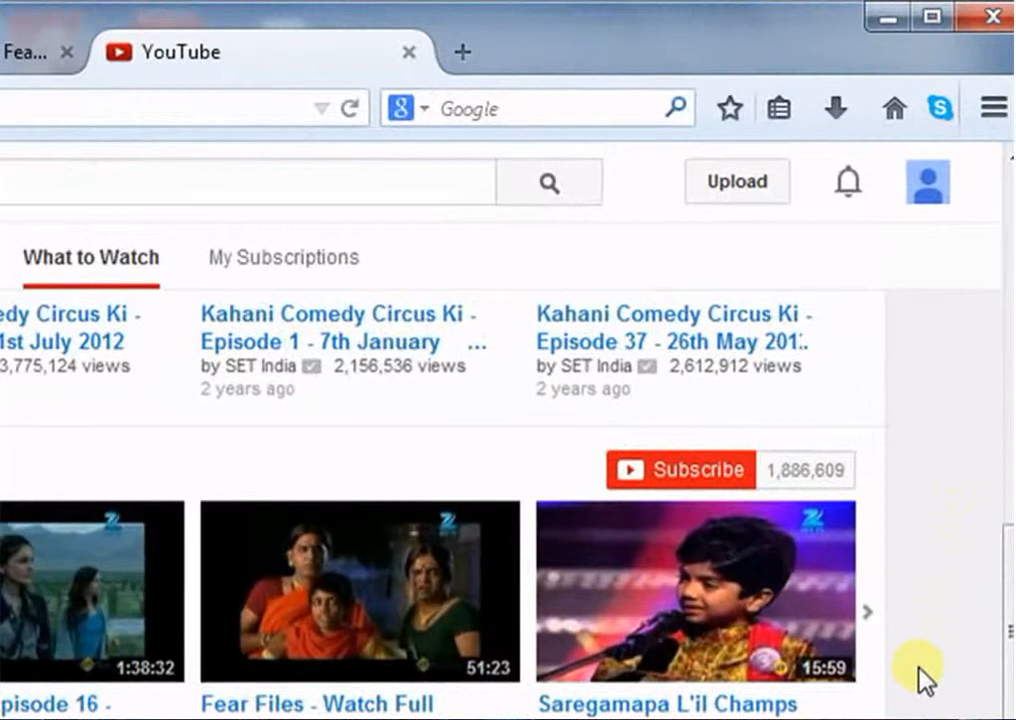 Fea...
YouTube
Google
Upload
What to Watch
My Subscriptions
edy Circus Ki -
1st July 2012
3,775,124 views
Kahani Comedy Circus Ki -
Episode 1 - 7th January ...
by SET India 2,156,536 views
2 years ago
Kahani Comedy Circus Ki -
Episode 37 - 26th May 201..
by SET India 2,612,912 views
2 years ago
Subscribe 1,886,609
1:38:32
51:23
15:59
pisode 16 -
Fear Files - Watch Full
Saregamapa L'il Champs